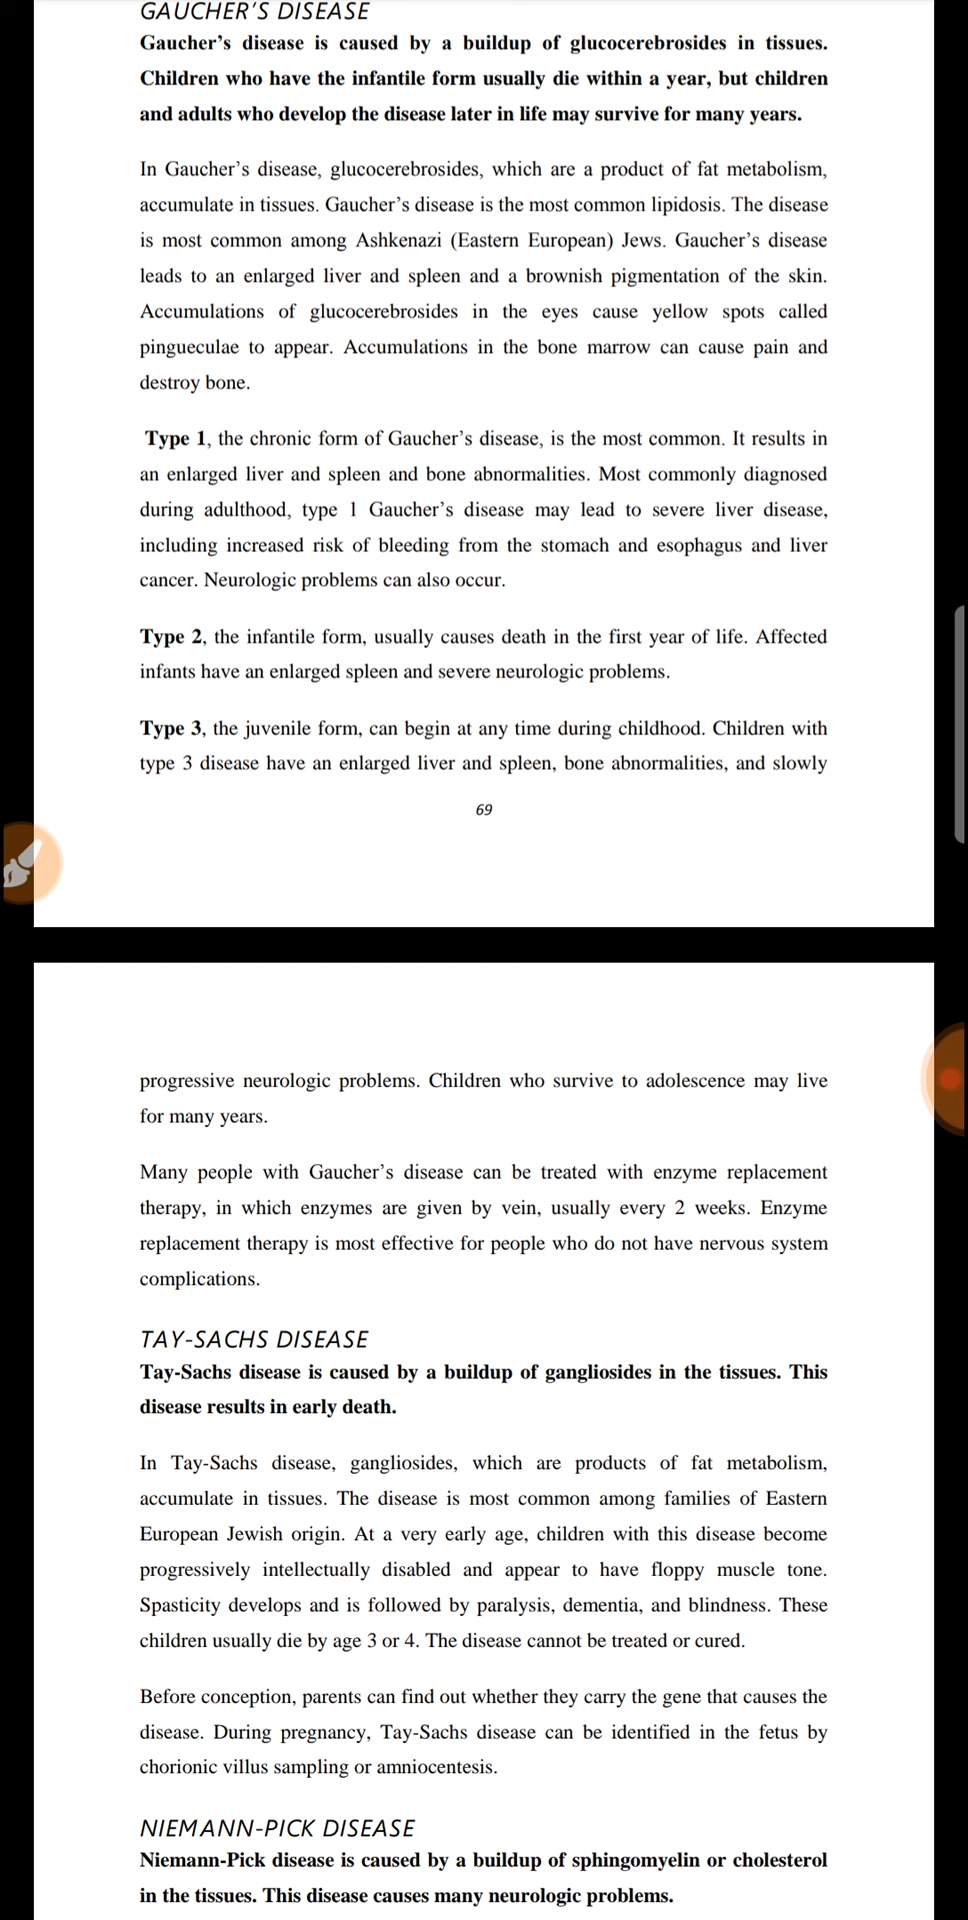 GAUCHER’S DISEASE
Gaucher’s disease is caused by a buildup of glucocerebrosides in tissues.
Children who have the infantile form usually die within a year, but children
and adults who develop the disease later in life may survive for many years.
In Gaucher’s disease, glucocerebrosides, which are a product of fat metabolism,
accumulate in tissues. Gaucher’s disease is the most common lipidosis. The disease
is most common among Ashkenazi (Eastern European) Jews. Gaucher’s disease
leads to an enlarged liver and spleen and a brownish pigmentation of the skin.
Accumulations of glucocerebrosides in the eyes cause yellow spots called
pingueculae to appear. Accumulations in the bone marrow can cause pain and
destroy bone.
Type 1, the chronic form of Gaucher’s disease, is the most common. It results in
an enlarged liver and spleen and bone abnormalities. Most commonly diagnosed
during adulthood, type 1 Gaucher’s disease may lead to severe liver disease,
including increased risk of bleeding from the stomach and esophagus and liver
cancer. Neurologic problems can also occur.
Type 2, the infantile form, usually causes death in the first year of life. Affected
infants have an enlarged spleen and severe neurologic problems.
Type 3, the juvenile form, can begin at any time during childhood. Children with
type 3 disease have an enlarged liver and spleen, bone abnormalities, and slowly
69
progressive neurologic problems. Children who survive to adolescence may live
for many years.
Many people with Gaucher’s disease can be treated with enzyme replacement
therapy, in which enzymes are given by vein, usually every 2 weeks. Enzyme
replacement therapy is most effective for people who do not have nervous system
complications.
TAY-SACHS DISEASE
Tay-Sachs disease is caused by a buildup of gangliosides in the tissues. This
disease results in early death.
In Tay-Sachs disease, gangliosides, which are products of fat metabolism,
accumulate in tissues. The disease is most common among families of Eastern
European Jewish origin. At a very early age, children with this disease become
progressively intellectually disabled and appear to have floppy muscle tone.
Spasticity develops and is followed by paralysis, dementia, and blindness. These
children usually die by age 3 or 4. The disease cannot be treated or cured.
Before conception, parents can find out whether they carry the gene that causes the
disease. During pregnancy, Tay-Sachs disease can be identified in the fetus by
chorionic villus sampling or amniocentesis.
NIEMANN-PICK DISEASE
Niemann-Pick disease is caused by a buildup of sphingomyelin or cholesterol
in the tissues. This disease causes many neurologic problems.